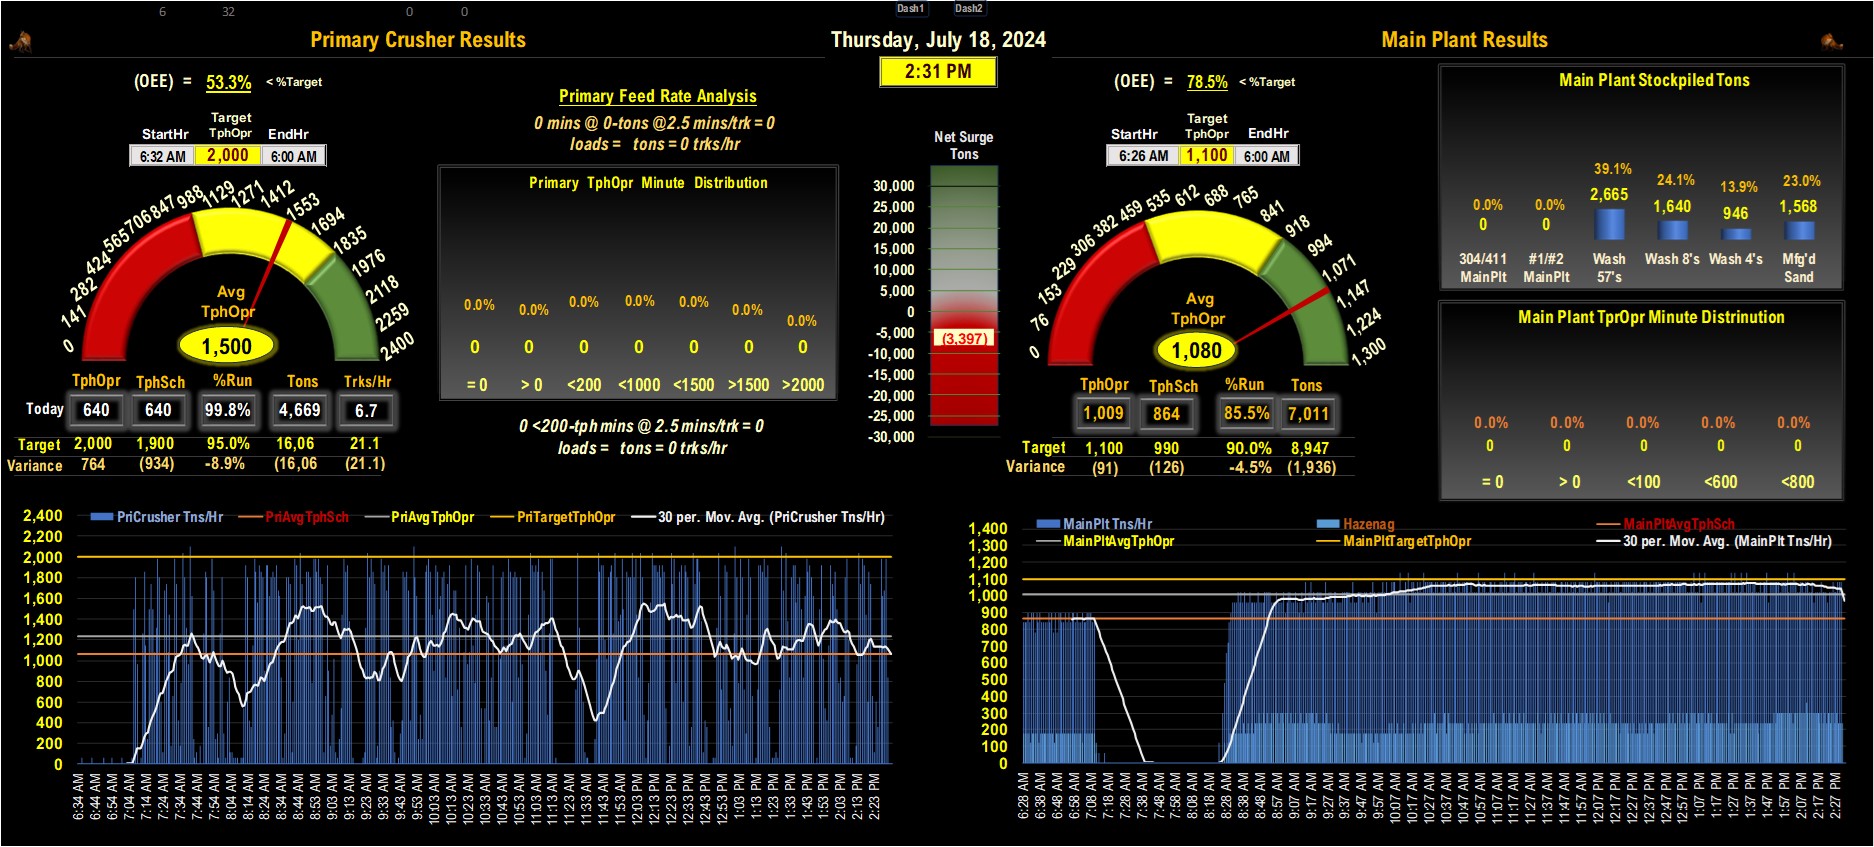 6 32 0 0 Dash1 Dash2
Primary Crusher Results
Thursday, July 18, 2024
Main Plant Results
2:31 PM
(OEE) = 53.3% < %Target
Target
StartHr TphOpr EndHr
6:32 AM 2,000 6:00 AM
0 141 282 424 565 706 847 988 1129 1271 1412 1553 1694 1835 1976 2118 2259 2400
Avg
TphOpr
1,500
TphOpr TphSch %Run Tons Trks/Hr
Today 640 640 99.8% 4,669 6.7
Target 2,000 1,900 95.0% 16,06 21.1
Variance 764 (934) -8.9% (16,06 (21.1)
Primary Feed Rate Analysis
0 mins @ 0-tons @2.5 mins/trk = 0
loads = tons = 0 trks/hr
Primary TphOpr Minute Distribution
0.0% 0.0% 0.0% 0.0% 0.0% 0.0% 0.0%
0 0 0 0 0 0 0
= 0 > 0 <200 <1000 <1500 >1500 >2000
0 <200-tph mins @ 2.5 mins/trk = 0
loads = tons = 0 trks/hr
Net Surge
Tons
30,000
25,000
20,000
15,000
10,000
5,000
0
-5,000
(3,397)
-10,000
-15,000
-20,000
-25,000
-30,000
(OEE) = 78.5% < %Target
Target
StartHr TphOpr EndHr
6:26 AM 1,100 6:00 AM
0 76 153 229 306 382 459 535 612 688 765 841 918 994 1,071 1,147 1,224 1,300
Avg
TphOpr
1,080
TphOpr TphSch %Run Tons
1,009 864 85.5% 7,011
Target 1,100 990 90.0% 8,947
Variance (91) (126) -4.5% (1,936)
Main Plant Stockpiled Tons
0.0% 0.0% 39.1% 24.1% 13.9% 23.0%
0 0 2,665 1,640 946 1,568
304/411 #1/#2 Wash Wash 8's Wash 4's Mfg'd
MainPlt MainPlt 57's Sand
Main Plant TprOpr Minute Distrinution
0.0% 0.0% 0.0% 0.0% 0.0%
0 0 0 0 0
= 0 > 0 <100 <600 <800
PriCrusher Tns/Hr PriAvgTphSch PriAvgTphOpr PriTargetTphOpr 30 per. Mov. Avg. (PriCrusher Tns/Hr)
2,400
2,200
2,000
1,800
1,600
1,400
1,200
1,000
800
600
400
200
0
6:34 AM 6:44 AM 6:54 AM 7:04 AM 7:14 AM 7:24 AM 7:34 AM 7:44 AM 7:54 AM 8:04 AM 8:14 AM 8:24 AM 8:34 AM 8:43 AM 8:53 AM 9:03 AM 9:13 AM 9:23 AM 9:33 AM 9:43 AM 9:53 AM 10:03 AM 10:13 AM 10:23 AM 10:33 AM 10:43 AM 10:53 AM 11:03 AM 11:13 AM 11:23 AM 11:33 AM 11:43 AM 11:53 AM 12:03 PM 12:13 PM 12:23 PM 12:33 PM 12:43 PM 12:53 PM 1:03 PM 1:13 PM 1:23 PM 1:33 PM 1:43 PM 1:53 PM 2:03 PM 2:13 PM 2:23 PM
MainPlt Tns/Hr Hazenag MainPltAvgTphSch
MainPltAvgTphOpr MainPltTargetTphOpr 30 per. Mov. Avg. (MainPlt Tns/Hr)
1,400
1,300
1,200
1,100
1,000
900
800
700
600
500
400
300
200
100
0
6:28 AM 6:38 AM 6:48 AM 6:58 AM 7:08 AM 7:18 AM 7:28 AM 7:38 AM 7:48 AM 7:58 AM 8:08 AM 8:18 AM 8:28 AM 8:38 AM 8:48 AM 8:57 AM 9:07 AM 9:17 AM 9:27 AM 9:37 AM 9:47 AM 9:57 AM 10:07 AM 10:17 AM 10:27 AM 10:37 AM 10:47 AM 10:57 AM 11:07 AM 11:17 AM 11:27 AM 11:37 AM 11:47 AM 11:57 AM 12:07 PM 12:17 PM 12:27 PM 12:37 PM 12:47 PM 12:57 PM 1:07 PM 1:17 PM 1:27 PM 1:37 PM 1:47 PM 1:57 PM 2:07 PM 2:17 PM 2:27 PM